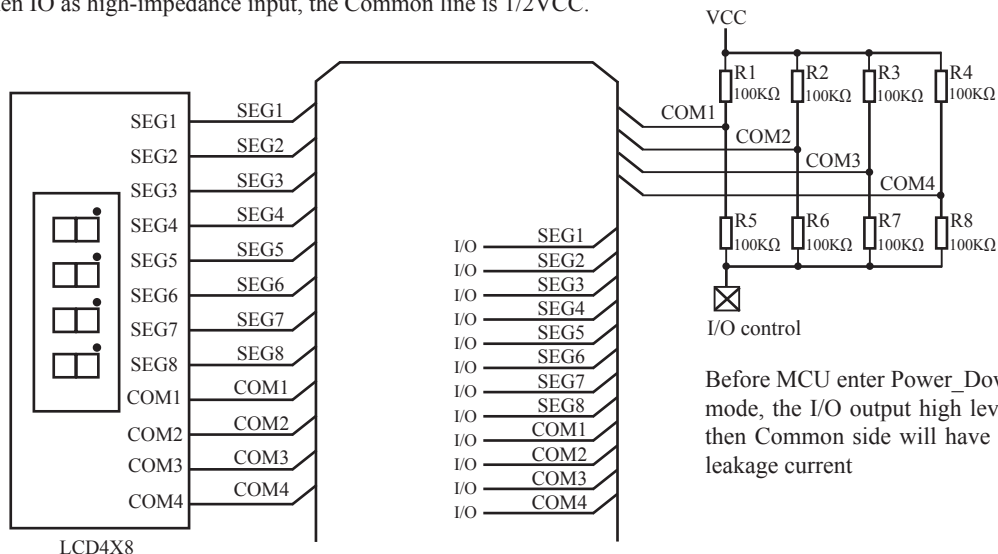 IO as high-impedance input, the Common line is 1/2VCC.
VCC
R1
100KΩ
R2
100KΩ
R3
100KΩ
R4
100KΩ
COM1
COM2
COM3
COM4
R5
100KΩ
R6
100KΩ
R7
100KΩ
R8
100KΩ
I/O control
SEG1
SEG2
SEG3
SEG4
SEG5
SEG6
SEG7
SEG8
COM1
COM2
COM3
COM4
LCD4X8
SEG1
SEG2
SEG3
SEG4
SEG5
SEG6
SEG7
SEG8
COM1
COM2
COM3
COM4
I/O SEG1
I/O SEG2
I/O SEG3
I/O SEG4
I/O SEG5
I/O SEG6
I/O SEG7
I/O SEG8
I/O COM1
I/O COM2
I/O COM3
I/O COM4
Before MCU enter
mode, the I/O output high
then Common side will have
leakage current